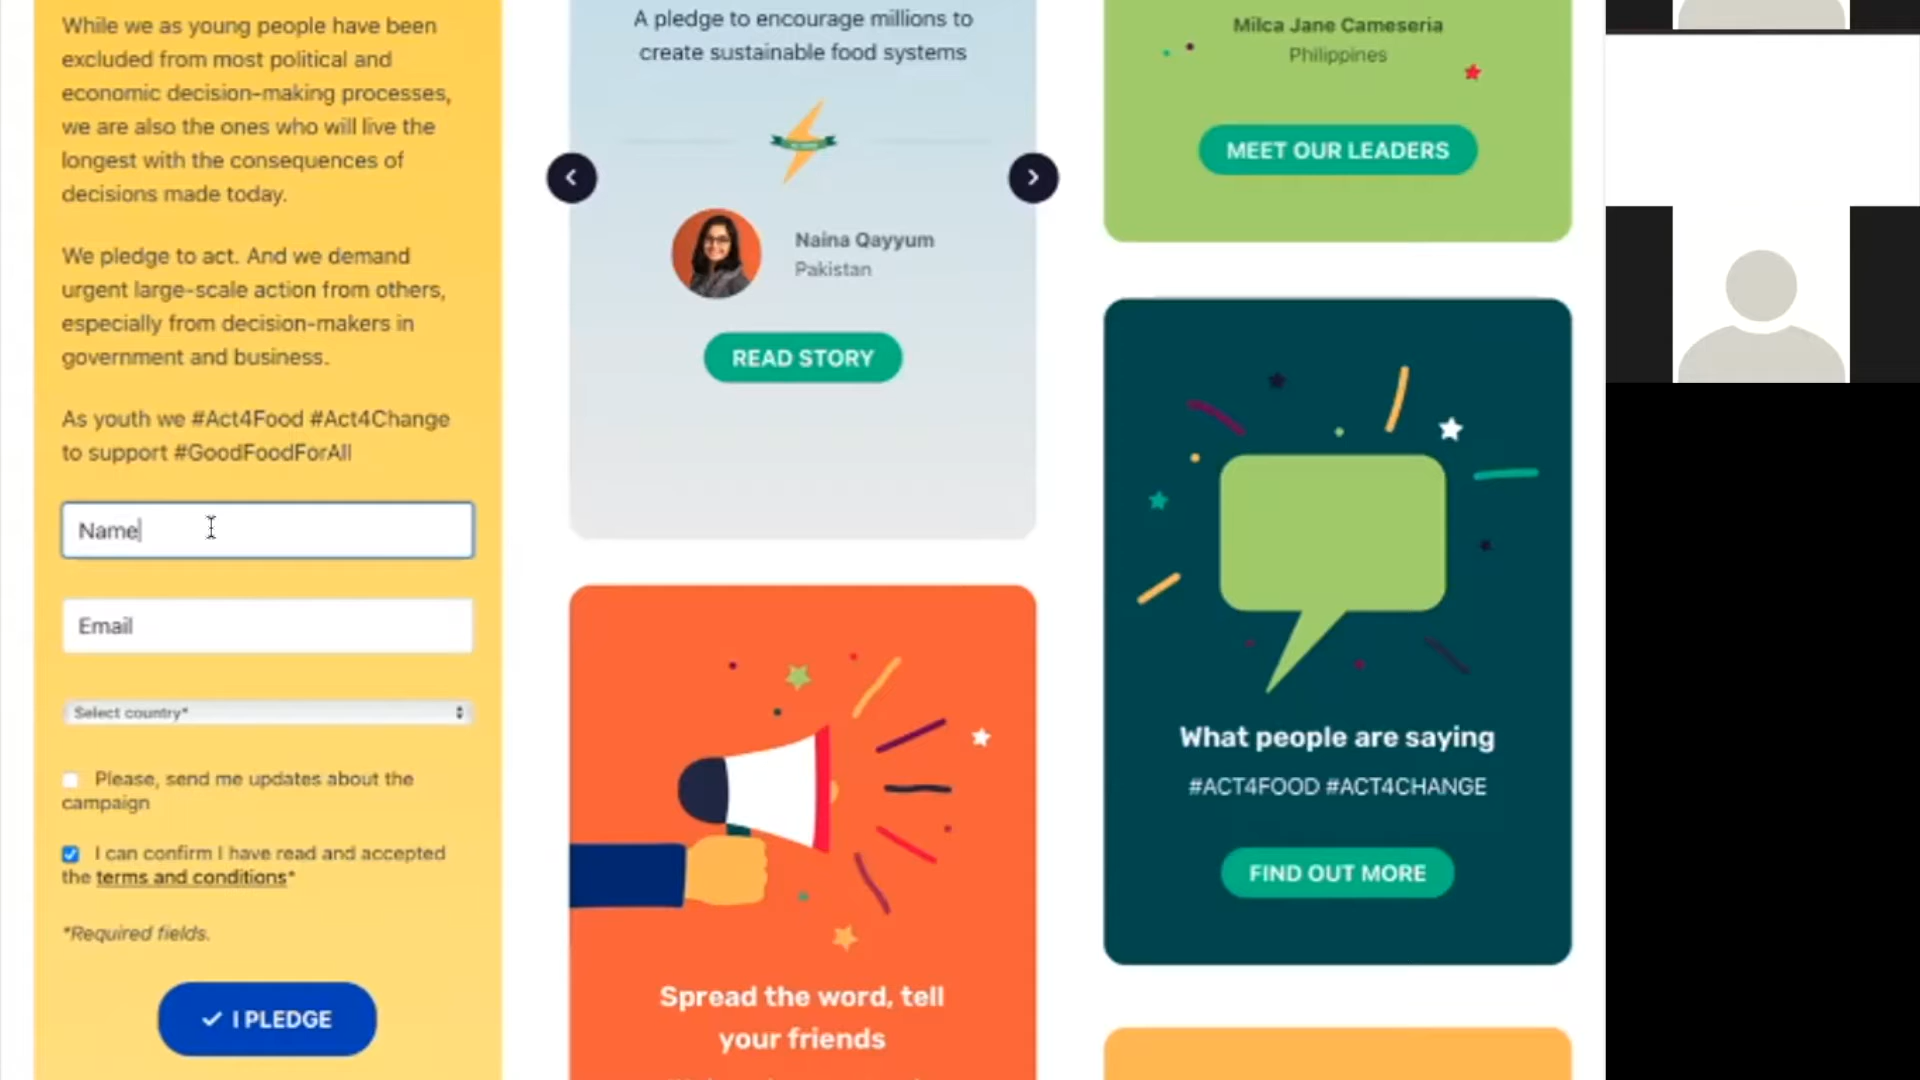 While we as young people have been
excluded from most political and
economic decision-making processes,
we are also the ones who will live the
longest with the consequences of
decisions made today.
We pledge to act. And we demand
urgent large-scale action from others,
especially from decision-makers in
government and business.
As youth we #Act4Food #Act4Change
to support #GoodFoodForAll
Name
Email
Select country*
Please, send me updates about the
campaign
I can confirm I have read and accepted
the terms and conditions*
*Required fields.
I PLEDGE
A pledge to encourage millions to
create sustainable food systems
Naina Qayyum
Pakistan
READ STORY
Spread the word, tell
your friends
Milca Jane Cameseria
Philippines
MEET OUR LEADERS
What people are saying
#ACT4FOOD #ACT4CHANGE
FIND OUT MORE